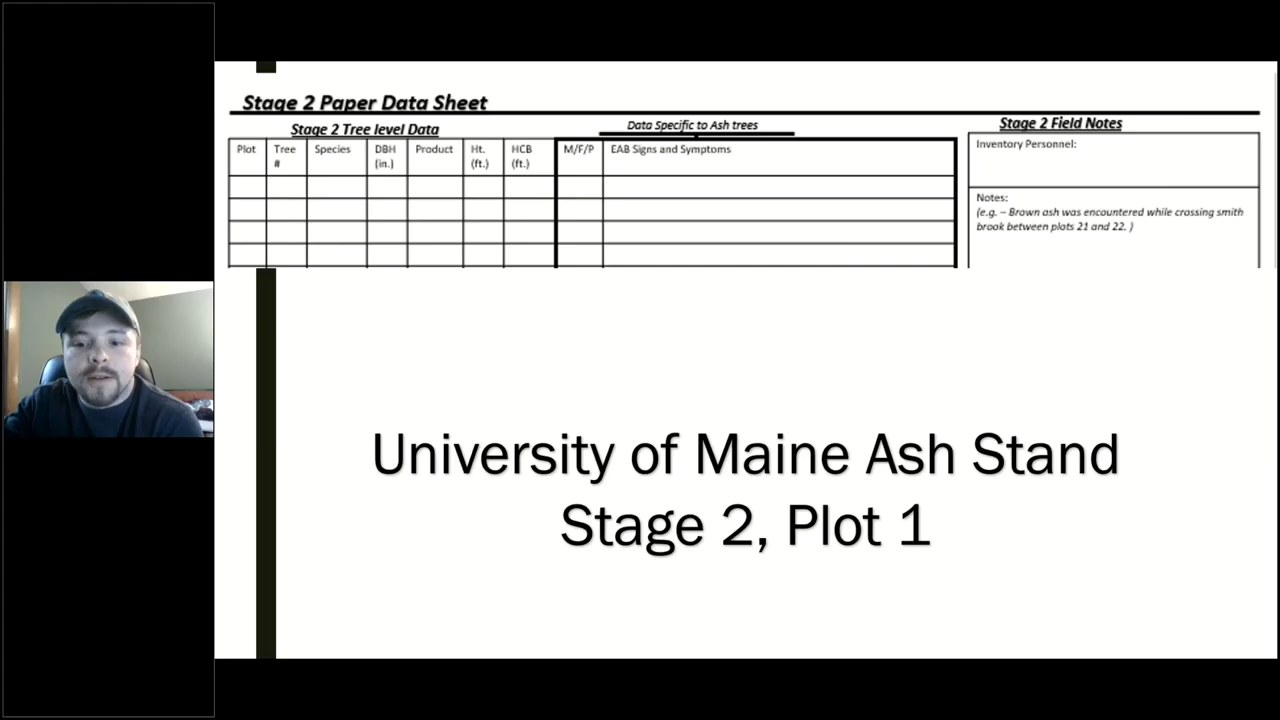 Stage 2 Paper Data Sheet
Stage 2 Tree level Data
Data Specific to Ash trees
Stage 2 Field Notes
Plot Tree # Species DBH (in.) Product Ht. (ft.) HCB (ft.) M/F/P EAB Signs and Symptoms
Inventory Personnel:
Notes:
(e.g. – Brown ash was encountered while crossing smith
brook between plots 21 and 22. )
University of Maine Ash Stand
Stage 2, Plot 1